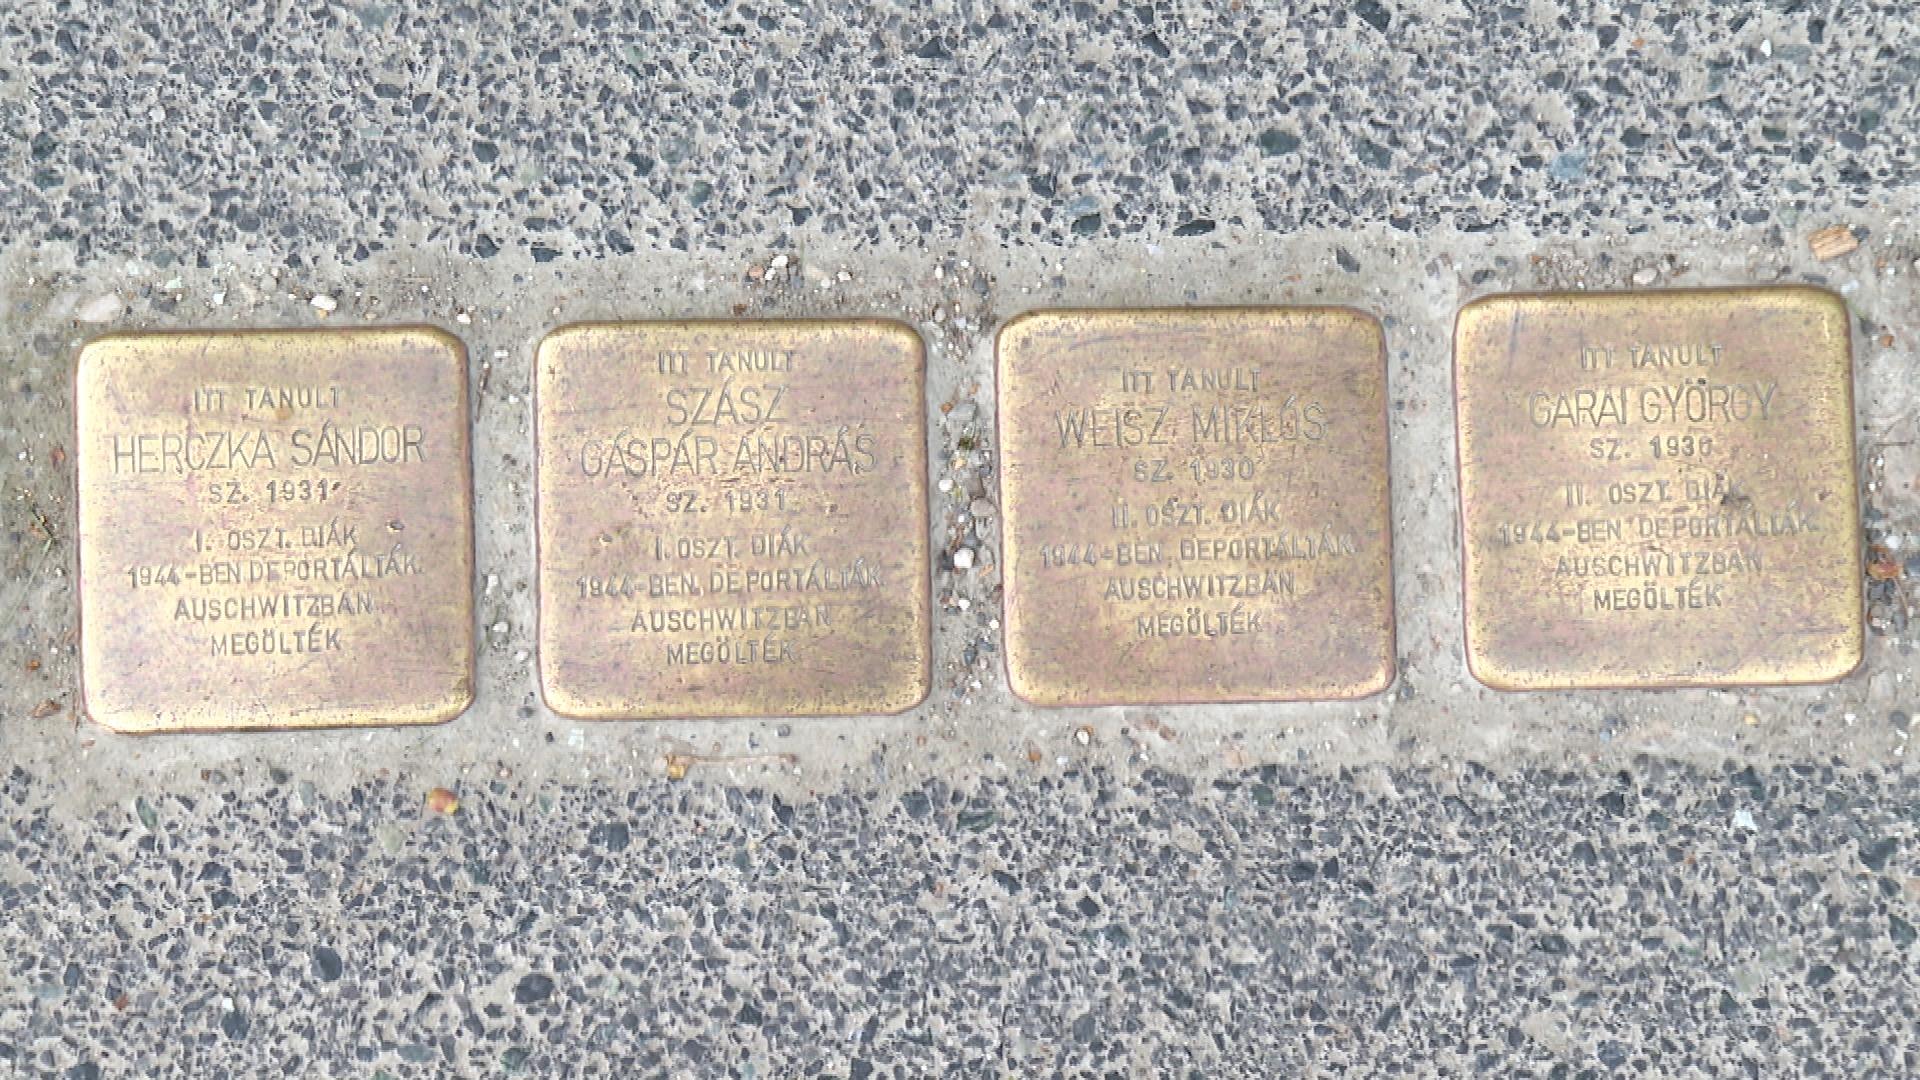 ITT TANULT
HERCZKA SÁNDOR
SZ. 1931
I. OSZT. DIÁK
1944-BEN DEPORTÁLTÁK
AUSCHWITZBAN
MEGÖLTÉK
ITT TANULT
SZÁSZ
GÁSPÁR ANDRÁS
SZ. 1931
I. OSZT. DIÁK
1944-BEN DEPORTÁLTÁK
AUSCHWITZBAN
MEGÖLTÉK
ITT TANULT
WEISZ MIKLÓS
SZ. 1930
II. OSZT. DIÁK
1944-BEN DEPORTÁLTÁK
AUSCHWITZBAN
MEGÖLTÉK
ITT TANULT
GARAI GYÖRGY
SZ. 1930
II. OSZT. DIÁK
1944-BEN DEPORTÁLTÁK
AUSCHWITZBAN
MEGÖLTÉK